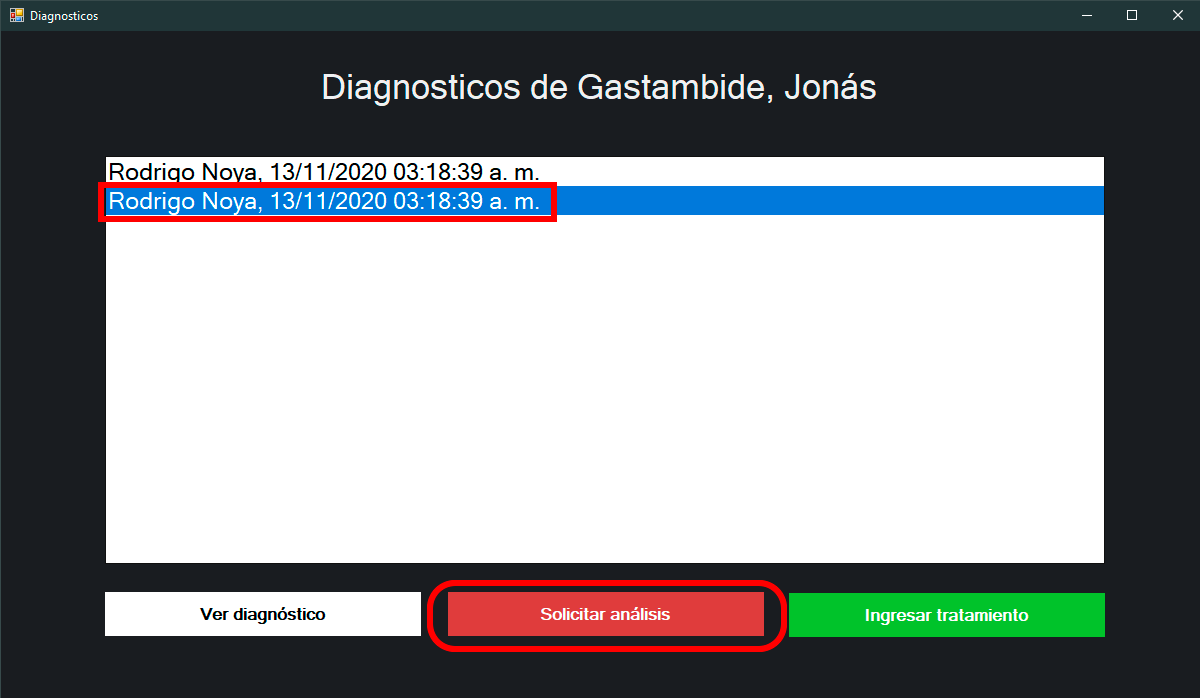 Diagnosticos
Diagnosticos de Gastambide, Jonás
Rodrigo Noya, 13/11/2020 03:18:39 a. m.
Rodrigo Noya, 13/11/2020 03:18:39 a. m.
Ver diagnóstico
Solicitar análisis
Ingresar tratamiento